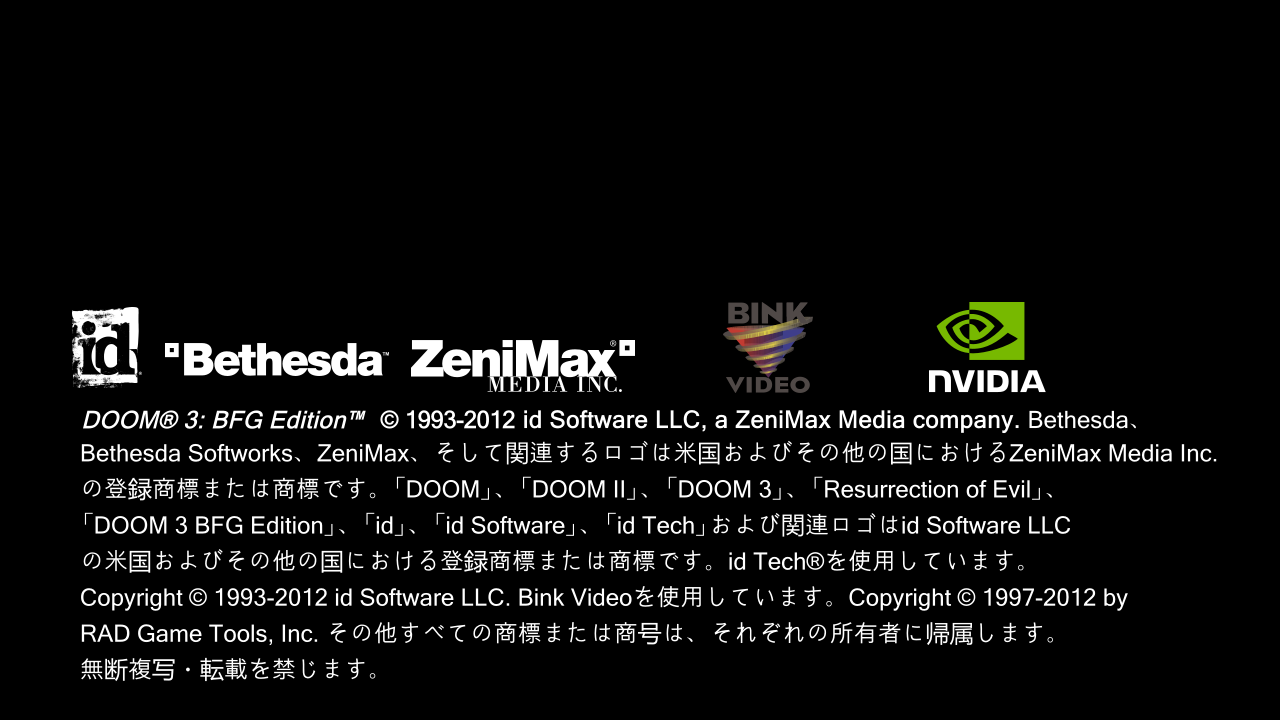 id
Bethesda™
ZeniMax®
MEDIA INC.
BINK
VIDEO
NVIDIA
DOOM® 3: BFG Edition™ © 1993-2012 id Software LLC, a ZeniMax Media company. Bethesda、
Bethesda Softworks、ZeniMax、そして関連するロゴは米国およびその他の国におけるZeniMax Media Inc.
の登録商標または商標です。「DOOM」、「DOOM II」、「DOOM 3」、「Resurrection of Evil」、
「DOOM 3 BFG Edition」、「id」、「id Software」、「id Tech」および関連ロゴはid Software LLC
の米国およびその他の国における登録商標または商標です。id Tech®を使用しています。
Copyright © 1993-2012 id Software LLC. Bink Videoを使用しています。Copyright © 1997-2012 by
RAD Game Tools, Inc. その他すべての商標または商号は、それぞれの所有者に帰属します。
無断複写・転載を禁じます。